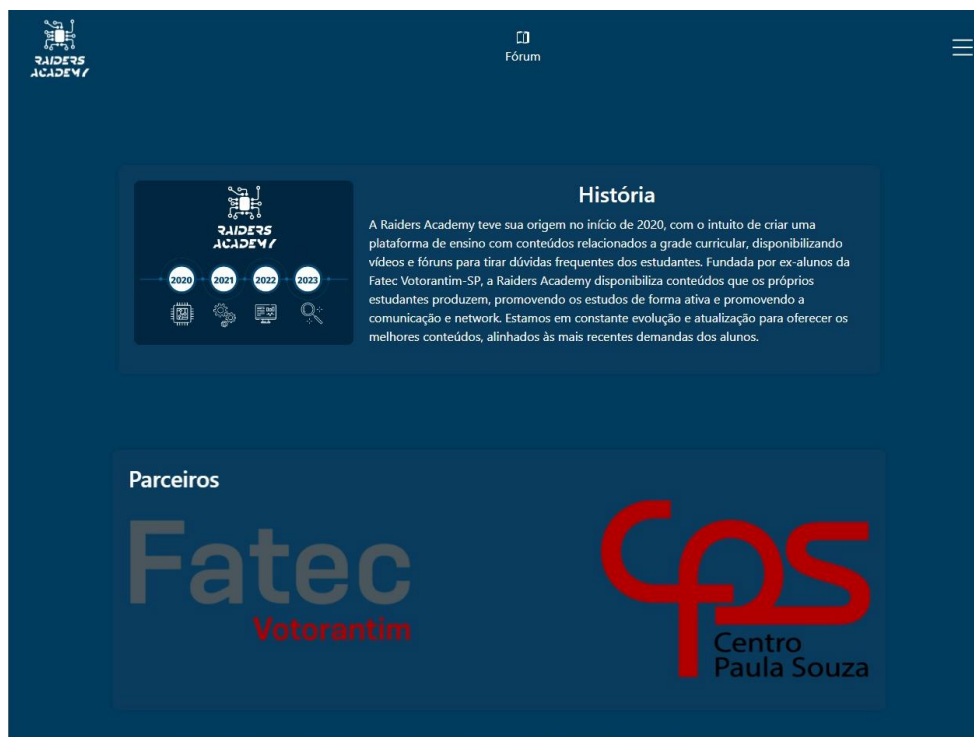 RAIDERS
ACADEMY
Fórum
RAIDERS
ACADEMY
2020 2021 2022 2023
História
A Raiders Academy teve sua origem no início de 2020, com o intuito de criar uma
plataforma de ensino com conteúdos relacionados a grade curricular, disponibilizando
vídeos e fóruns para tirar dúvidas frequentes dos estudantes. Fundada por ex-alunos da
Fatec Votorantim-SP, a Raiders Academy disponibiliza conteúdos que os próprios
estudantes produzem, promovendo os estudos de forma ativa e promovendo a
comunicação e network. Estamos em constante evolução e atualização para oferecer os
melhores conteúdos, alinhados às mais recentes demandas dos alunos.
Parceiros
Fatec
Votorantim
cps
Centro
Paula Souza